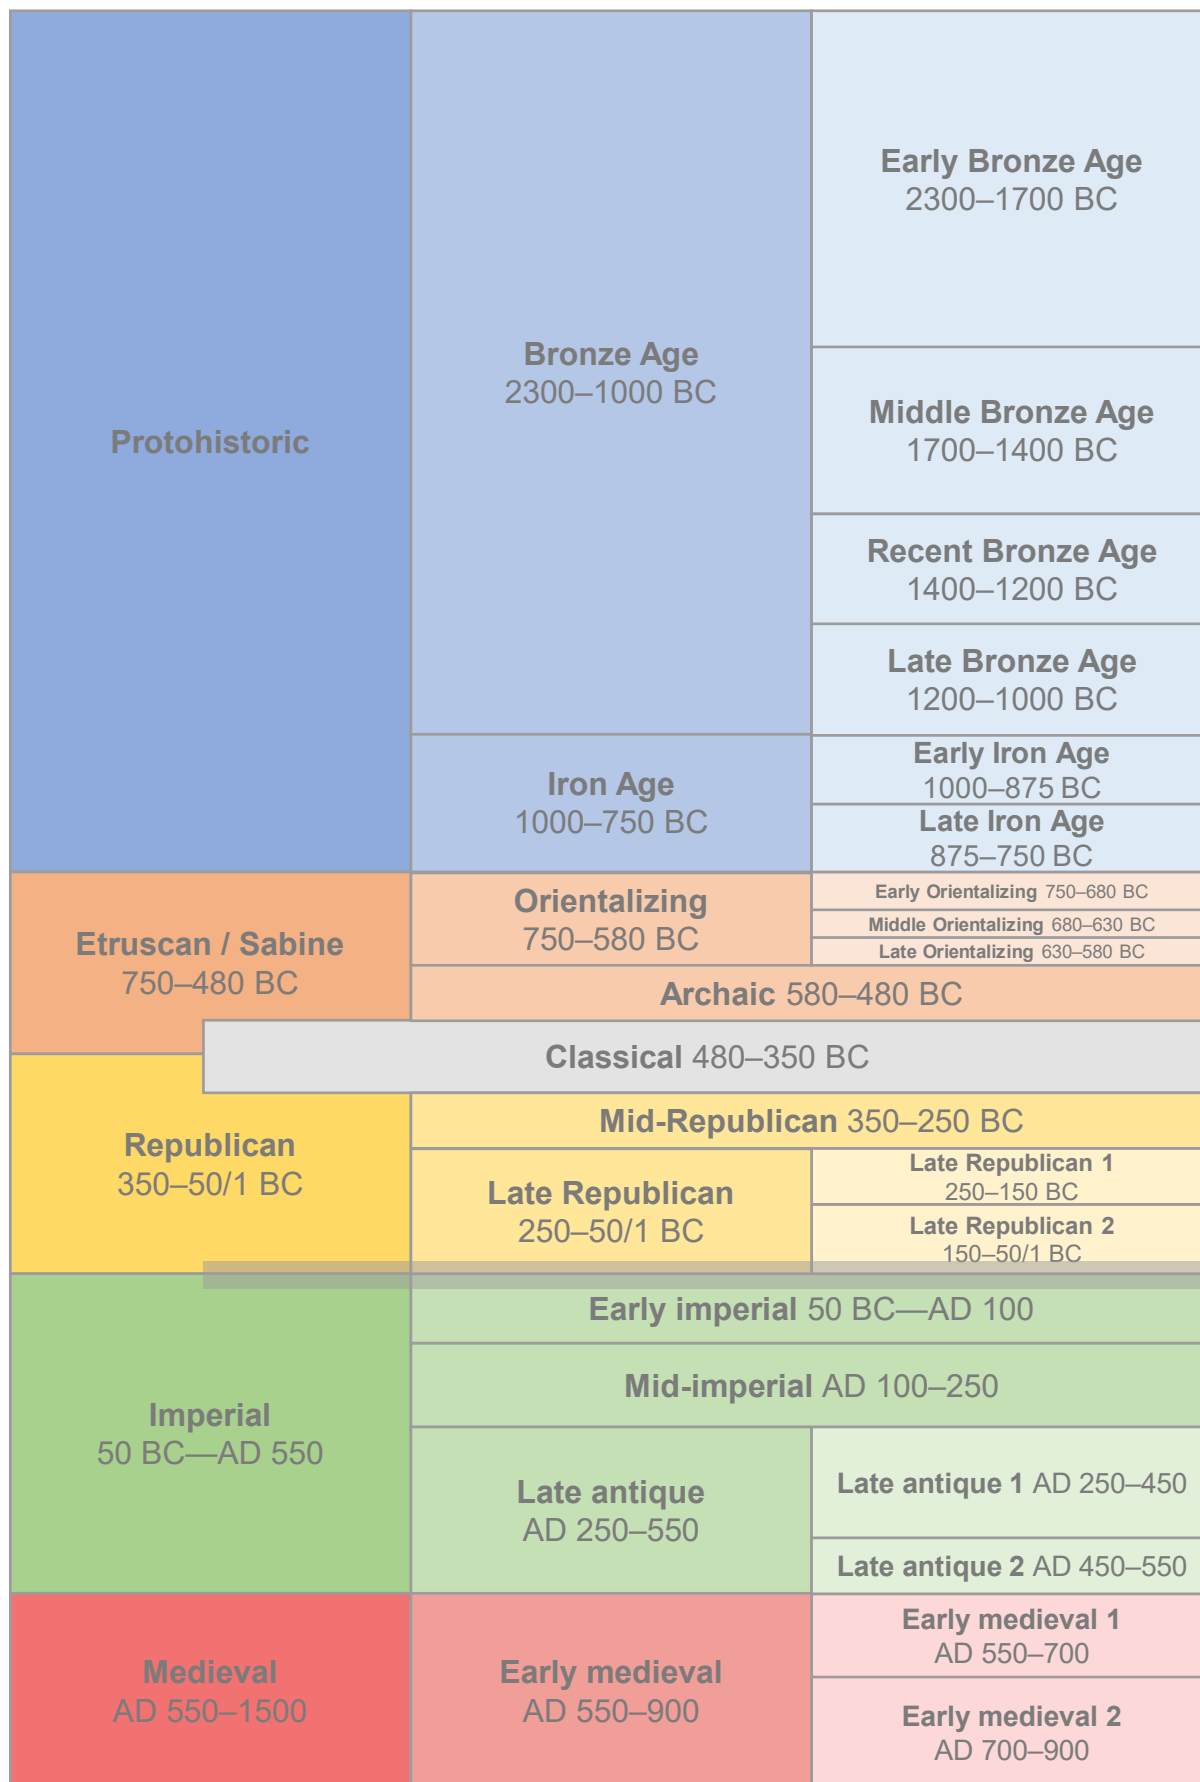 Protohistoric
Bronze Age
2300–1000 BC
Early Bronze Age
2300–1700 BC
Middle Bronze Age
1700–1400 BC
Recent Bronze Age
1400–1200 BC
Late Bronze Age
1200–1000 BC
Iron Age
1000–750 BC
Early Iron Age
1000–875 BC
Late Iron Age
875–750 BC
Etruscan / Sabine
750–480 BC
Orientalizing
750–580 BC
Early Orientalizing 750–680 BC
Middle Orientalizing 680–630 BC
Late Orientalizing 630–580 BC
Archaic 580–480 BC
Classical 480–350 BC
Republican
350–50/1 BC
Mid-Republican 350–250 BC
Late Republican
250–50/1 BC
Late Republican 1
250–150 BC
Late Republican 2
150–50/1 BC
Imperial
50 BC—AD 550
Early imperial 50 BC—AD 100
Mid-imperial AD 100–250
Late antique
AD 250–550
Late antique 1 AD 250–450
Late antique 2 AD 450–550
Medieval
AD 550–1500
Early medieval
AD 550–900
Early medieval 1
AD 550–700
Early medieval 2
AD 700–900